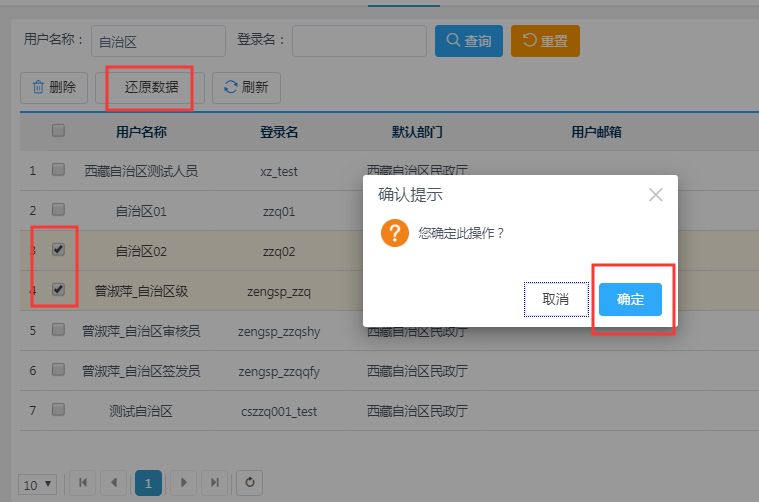 用户名称： 自治区 登录名： 查询 重置
删除 还原数据 刷新
用户名称 登录名 默认部门 用户邮箱
1 西藏自治区测试人员 xz_test 西藏自治区民政厅
确认提示
2 自治区01 zzq01
您确定此操作？
3 自治区02 zzq02
4 曾淑萍_自治区级 zengsp_zzq
取消 确定
5 曾淑萍_自治区审核员 zengsp_zzqshy 西藏自治区民政厅
6 曾淑萍_自治区签发员 zengsp_zzqqfy 西藏自治区民政厅
7 测试自治区 cszzq001_test 西藏自治区民政厅
10 1